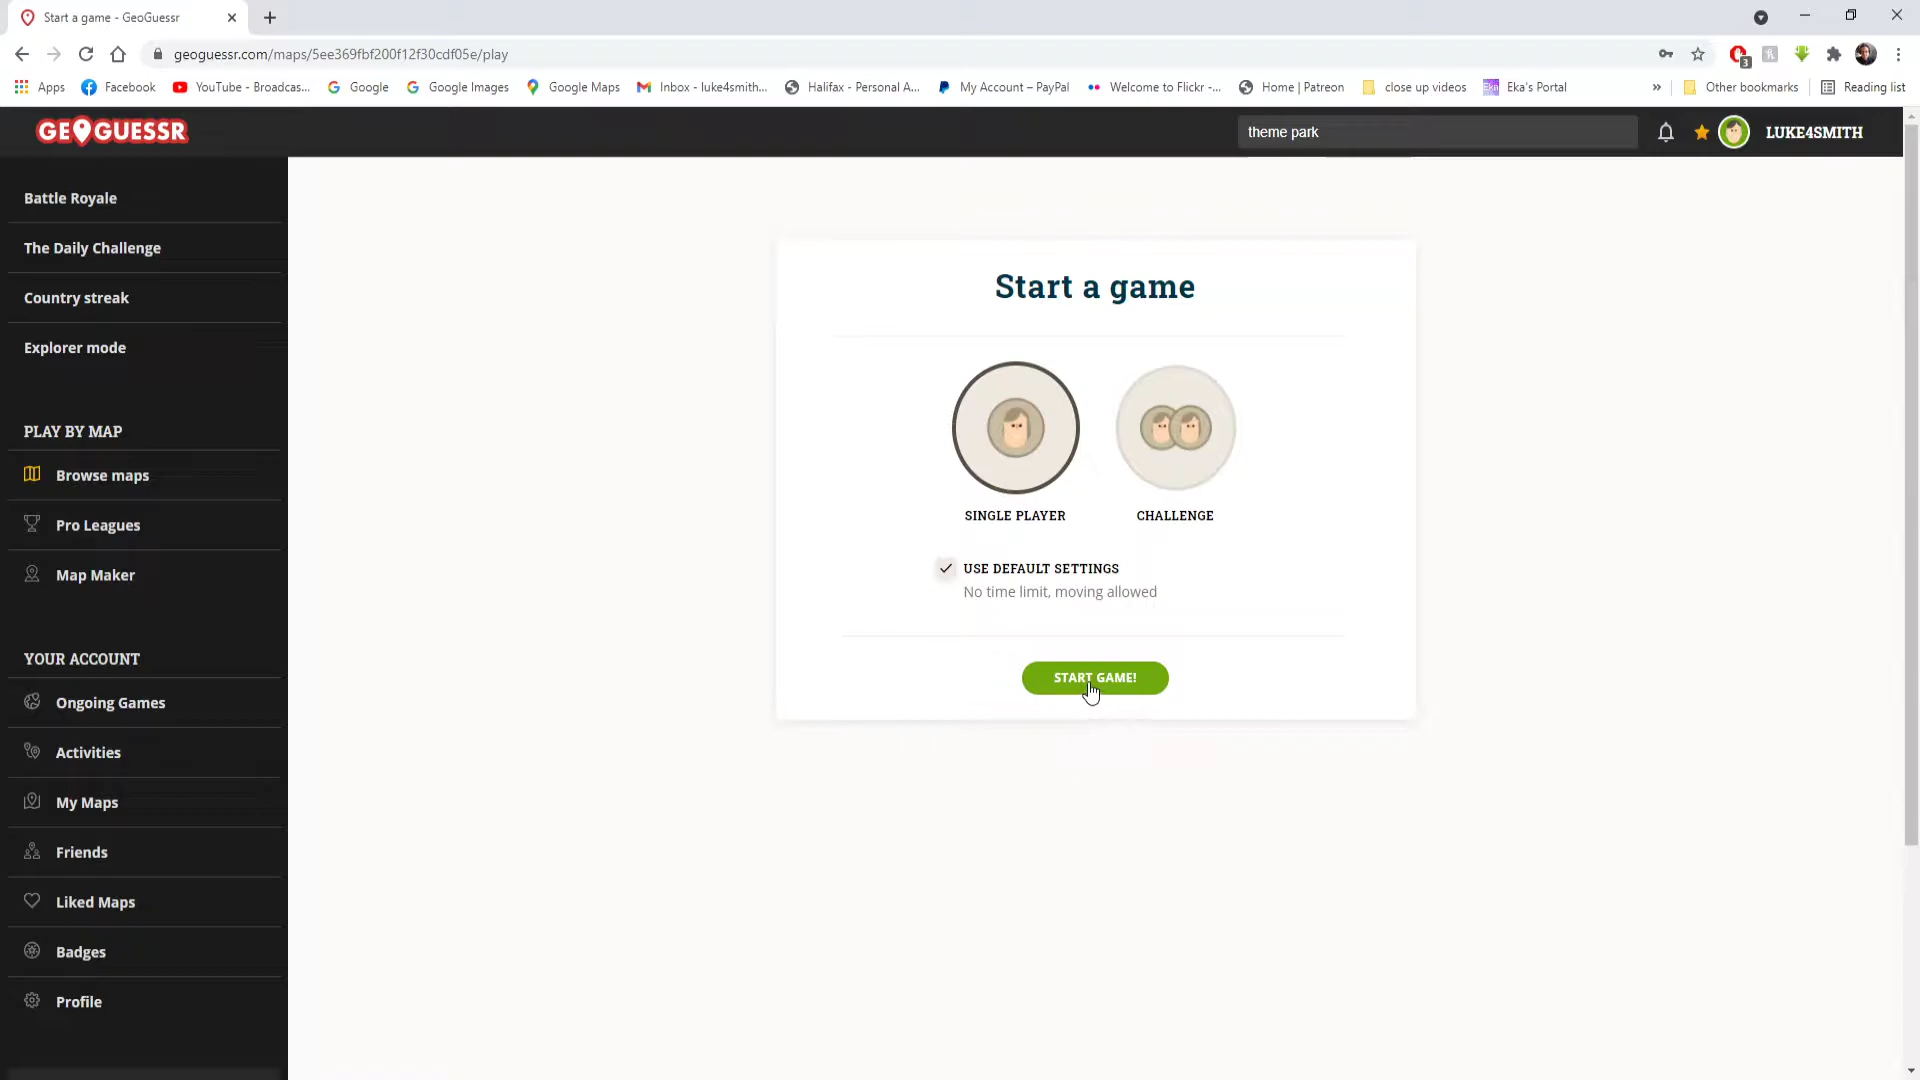 Start a game - GeoGuessr
geoguessr.com/maps/5ee369fbf200f12f30cdf05e/play
3
Apps
Facebook
YouTube - Broadcas...
Google
Google Images
Google Maps
Inbox - luke4smith...
Halifax - Personal A...
My Account – PayPal
Welcome to Flickr -...
Home | Patreon
close up videos
Eka's Portal
»
Other bookmarks
Reading list
GEOGUESSR
theme park
LUKE4SMITH
Battle Royale
The Daily Challenge
Country streak
Explorer mode
PLAY BY MAP
Browse maps
Pro Leagues
Map Maker
YOUR ACCOUNT
Ongoing Games
Activities
My Maps
Friends
Liked Maps
Badges
Profile
Start a game
SINGLE PLAYER
CHALLENGE
USE DEFAULT SETTINGS
No time limit, moving allowed
START GAME!